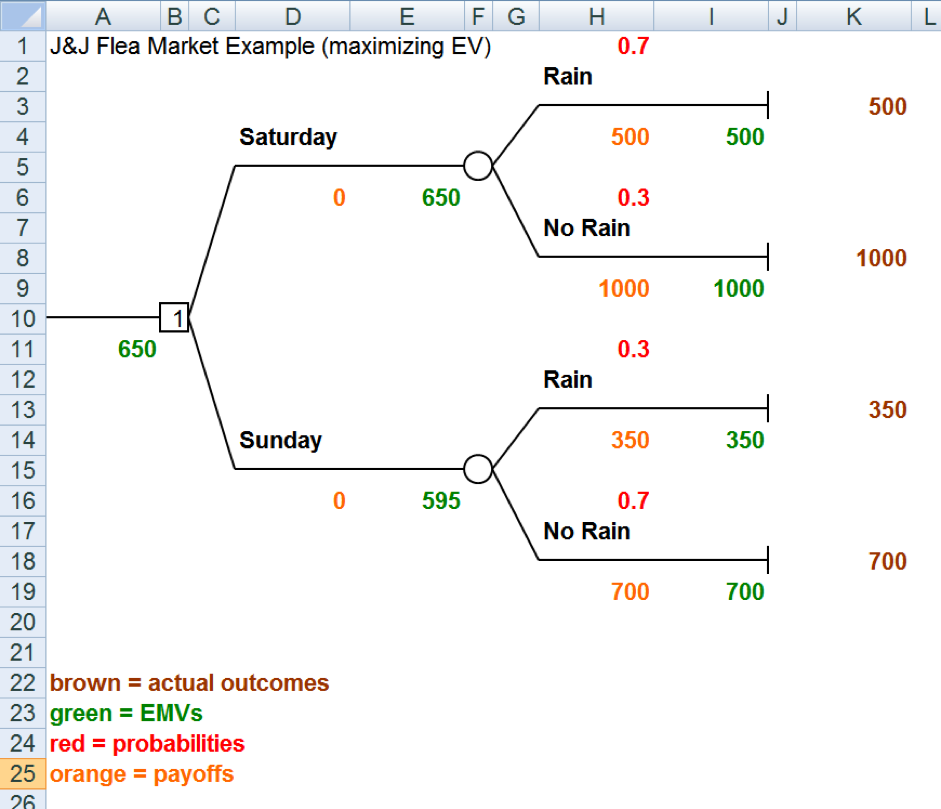 A B C D E F G H I J K L
1 J&J Flea Market Example (maximizing EV) 0.7
2 Rain
3 500
4 Saturday 500 500
5
6 0 650 0.3
7 No Rain
8 1000
9 1000 1000
10 1
11 650 0.3
12 Rain
13 350
14 Sunday 350 350
15
16 0 595 0.7
17 No Rain
18 700
19 700 700
20
21
22 brown = actual outcomes
23 green = EMVs
24 red = probabilities
25 orange = payoffs
26